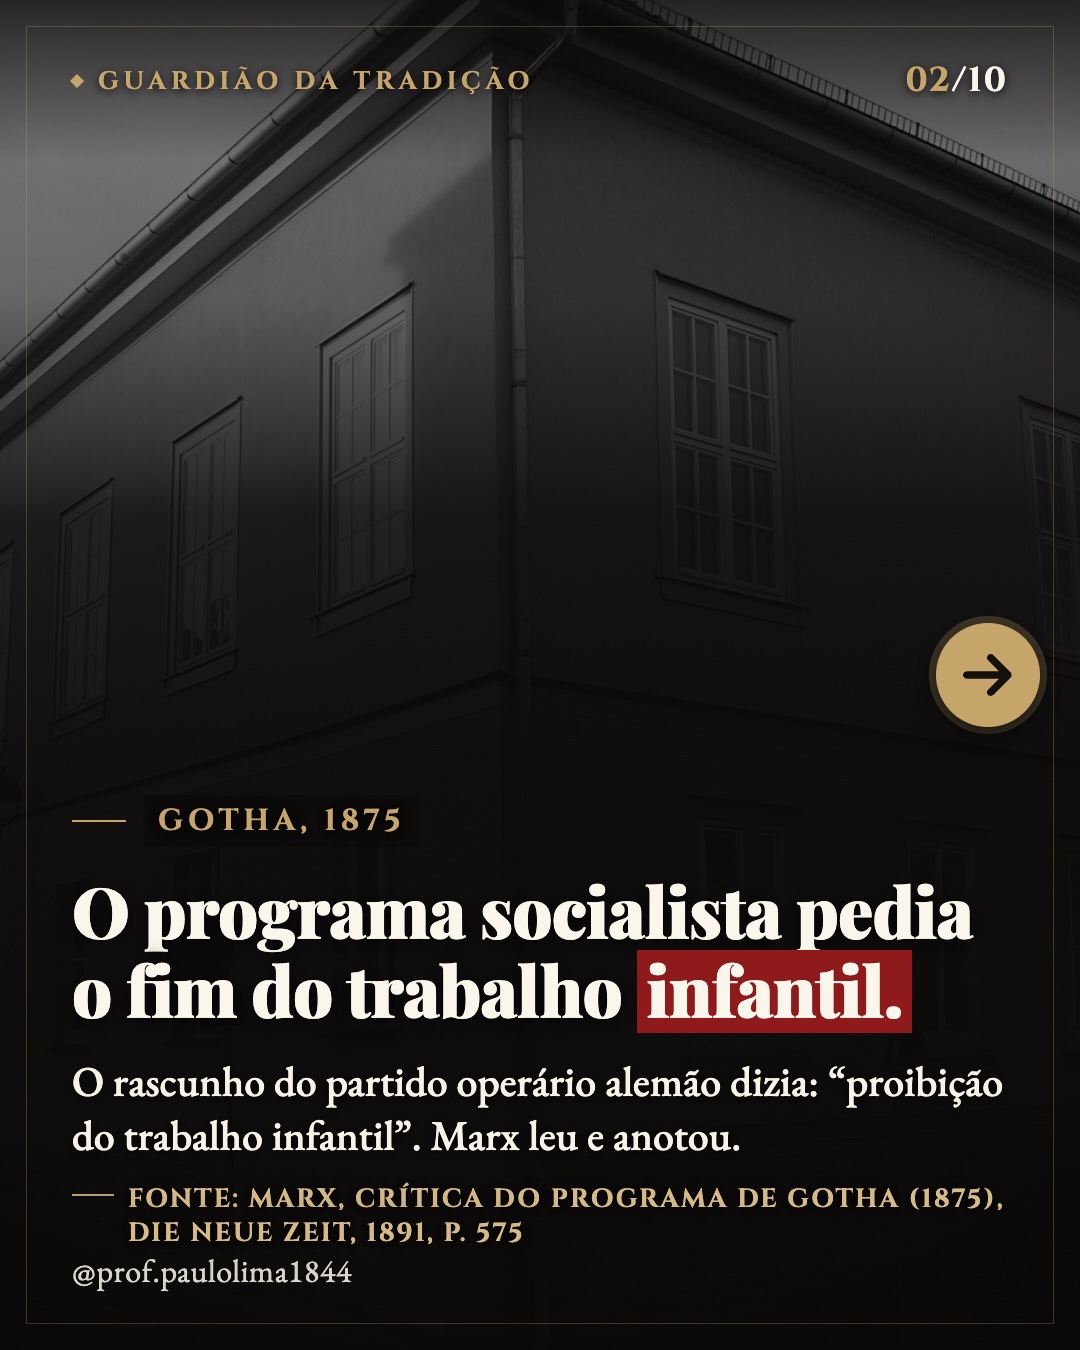 GUARDIÃO DA TRADIÇÃO
02/10
GOTHA, 1875
O programa socialista pedia
o fim do trabalho infantil.
O rascunho do partido operário alemão dizia: “proibição
do trabalho infantil”. Marx leu e anotou.
FONTE: MARX, CRÍTICA DO PROGRAMA DE GOTHA (1875),
DIE NEUE ZEIT, 1891, P. 575
@prof.paulolima1844